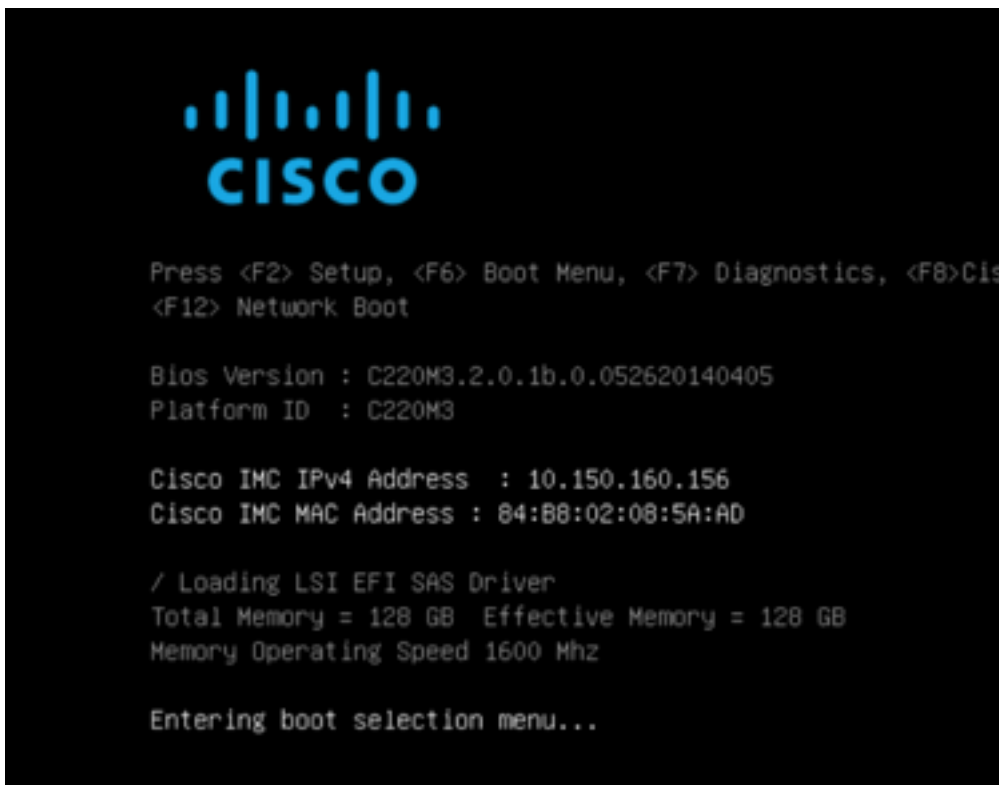 CISCO
Press <F2> Setup, <F6> Boot Menu, <F7> Diagnostics, <F8>Cis
<F12> Network Boot
Bios Version : C220M3.2.0.1b.0.052620140405
Platform ID : C220M3
Cisco IMC IPv4 Address : 10.150.160.156
Cisco IMC MAC Address : 84:B8:02:08:5A:AD
/ Loading LSI EFI SAS Driver
Total Memory = 128 GB Effective Memory = 128 GB
Memory Operating Speed 1600 Mhz
Entering boot selection menu...